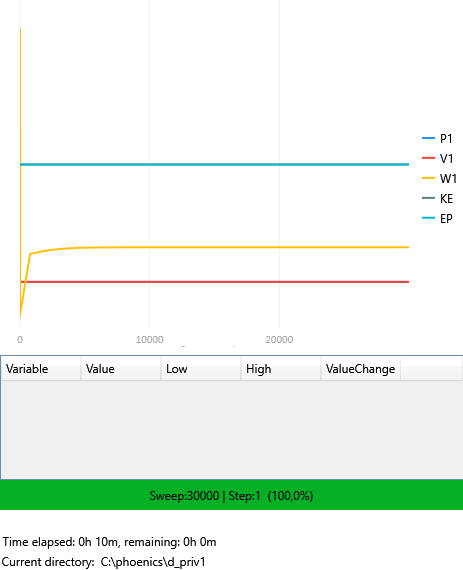 P1
V1
W1
KE
EP
0 10000 20000
Variable Value Low High ValueChange
Sweep:30000 | Step:1 (100,0%)
Time elapsed: 0h 10m, remaining: 0h 0m
Current directory: C:\phoenics\d_priv1